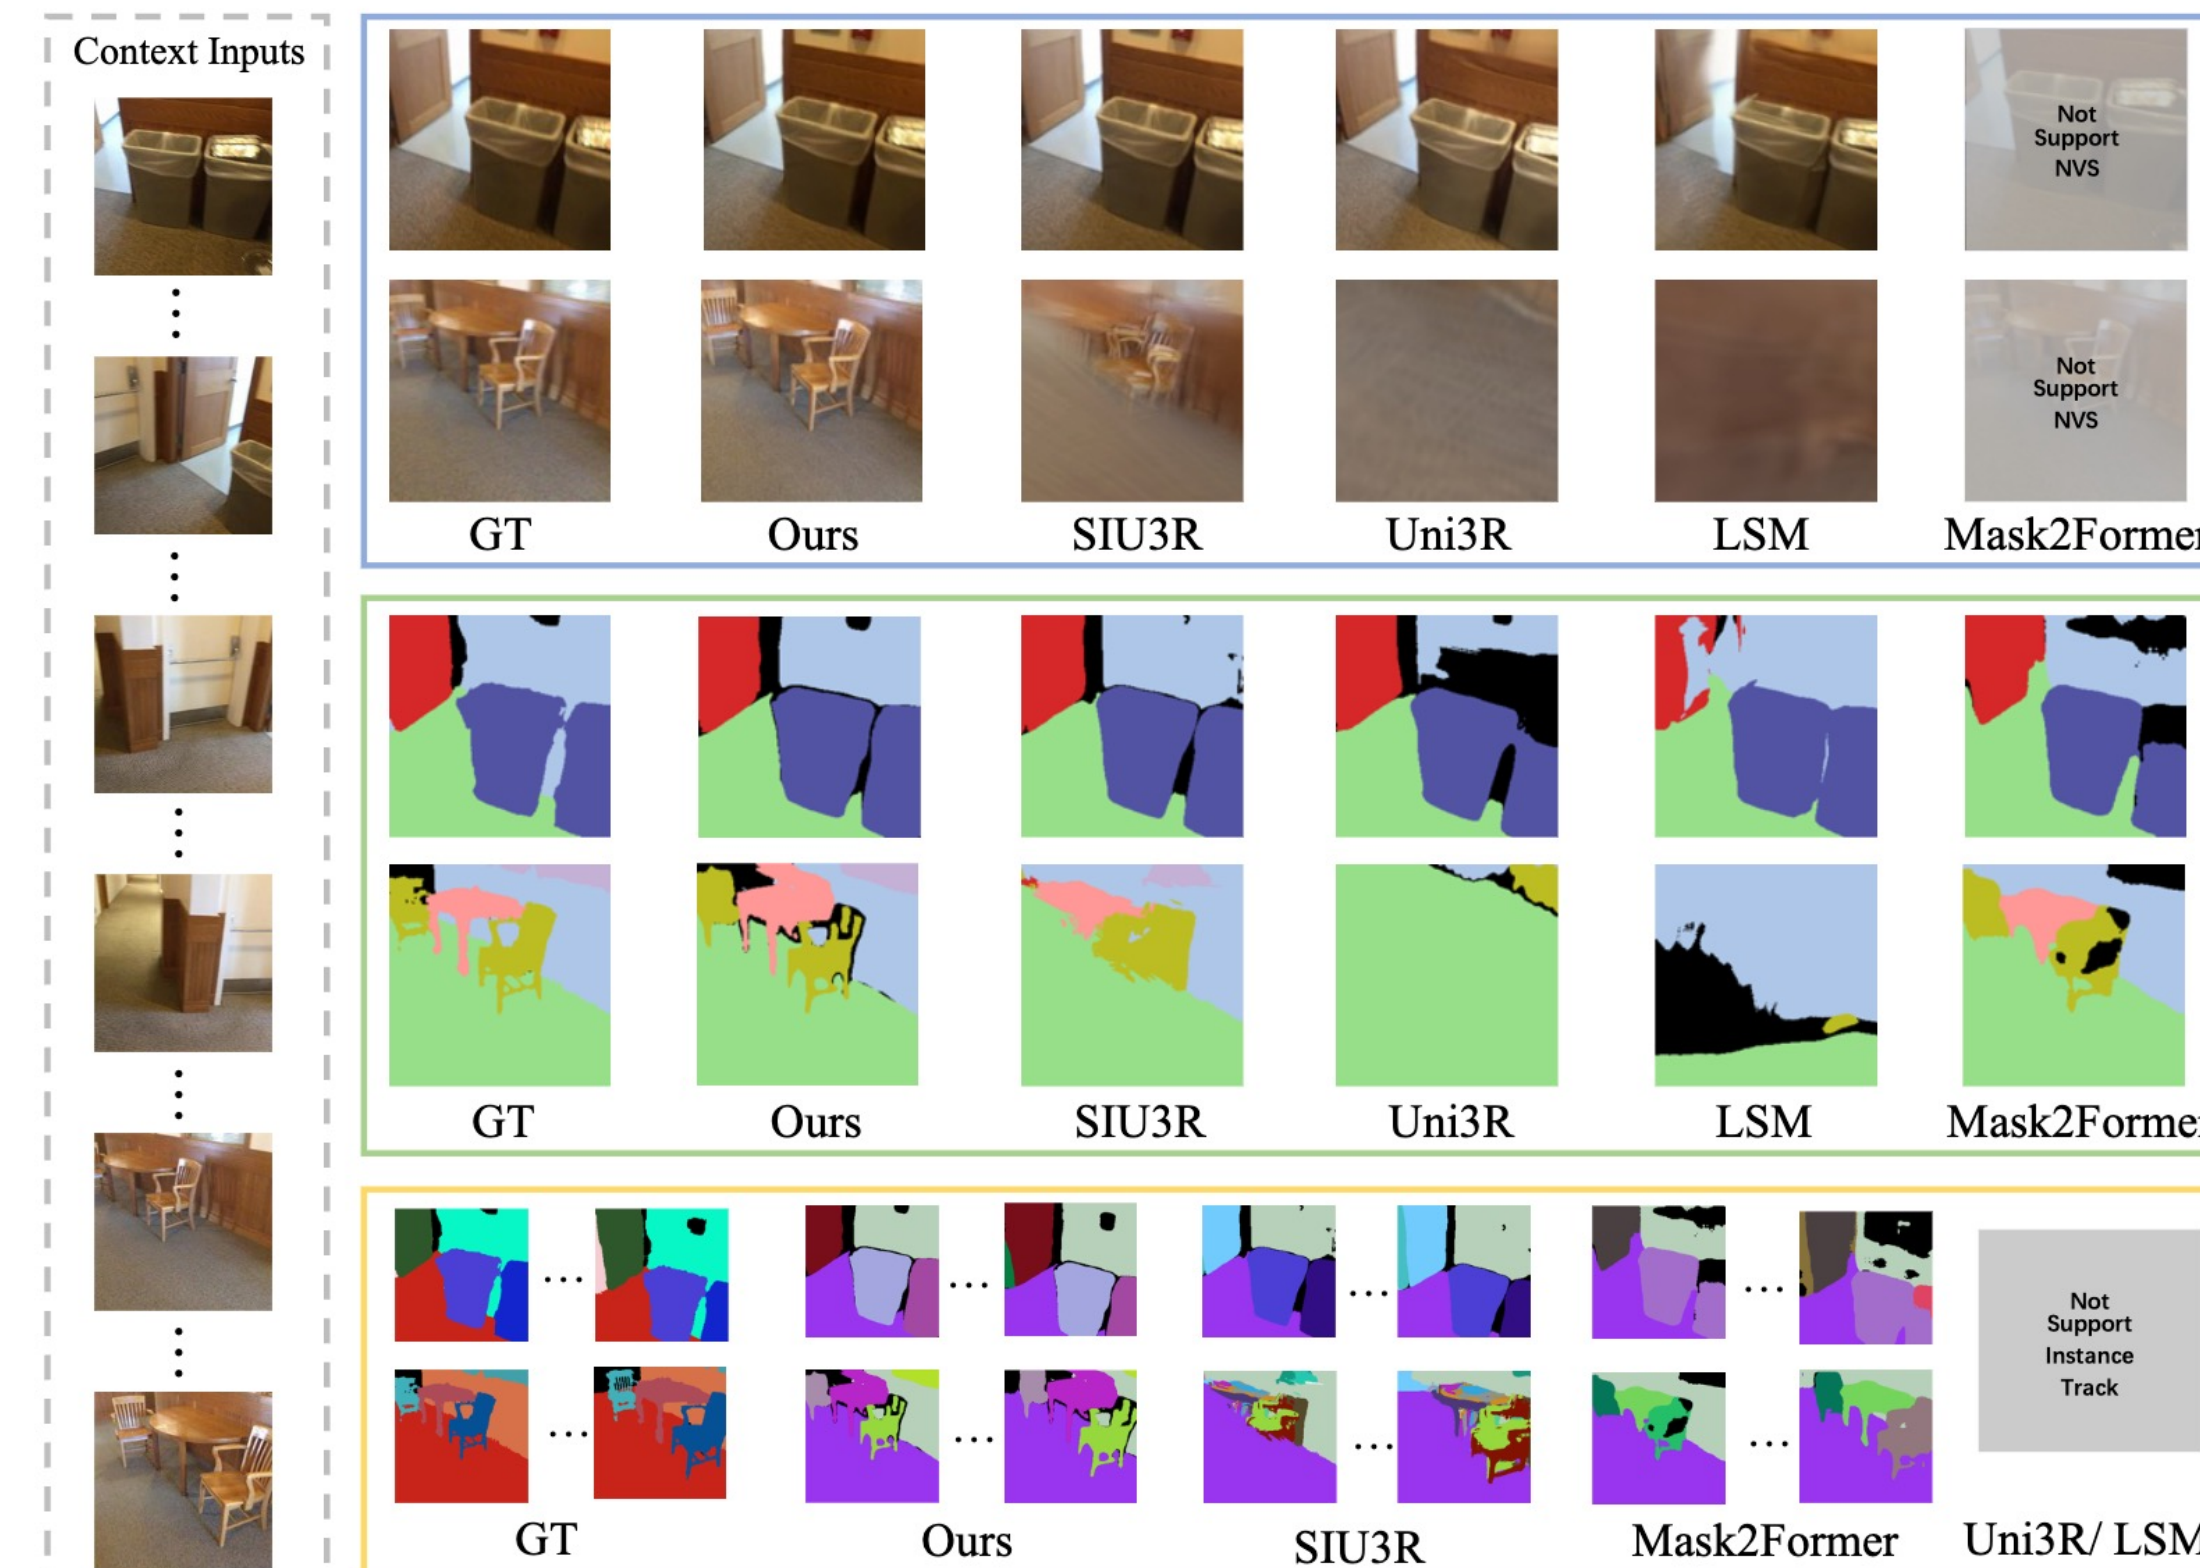 Context Inputs
Not
Support
NVS
Not
Support
NVS
GT
Ours
SIU3R
Uni3R
LSM
Mask2Former
GT
Ours
SIU3R
Uni3R
LSM
Mask2Former
Not
Support
Instance
Track
GT
Ours
SIU3R
Mask2Former
Uni3R/ LSM